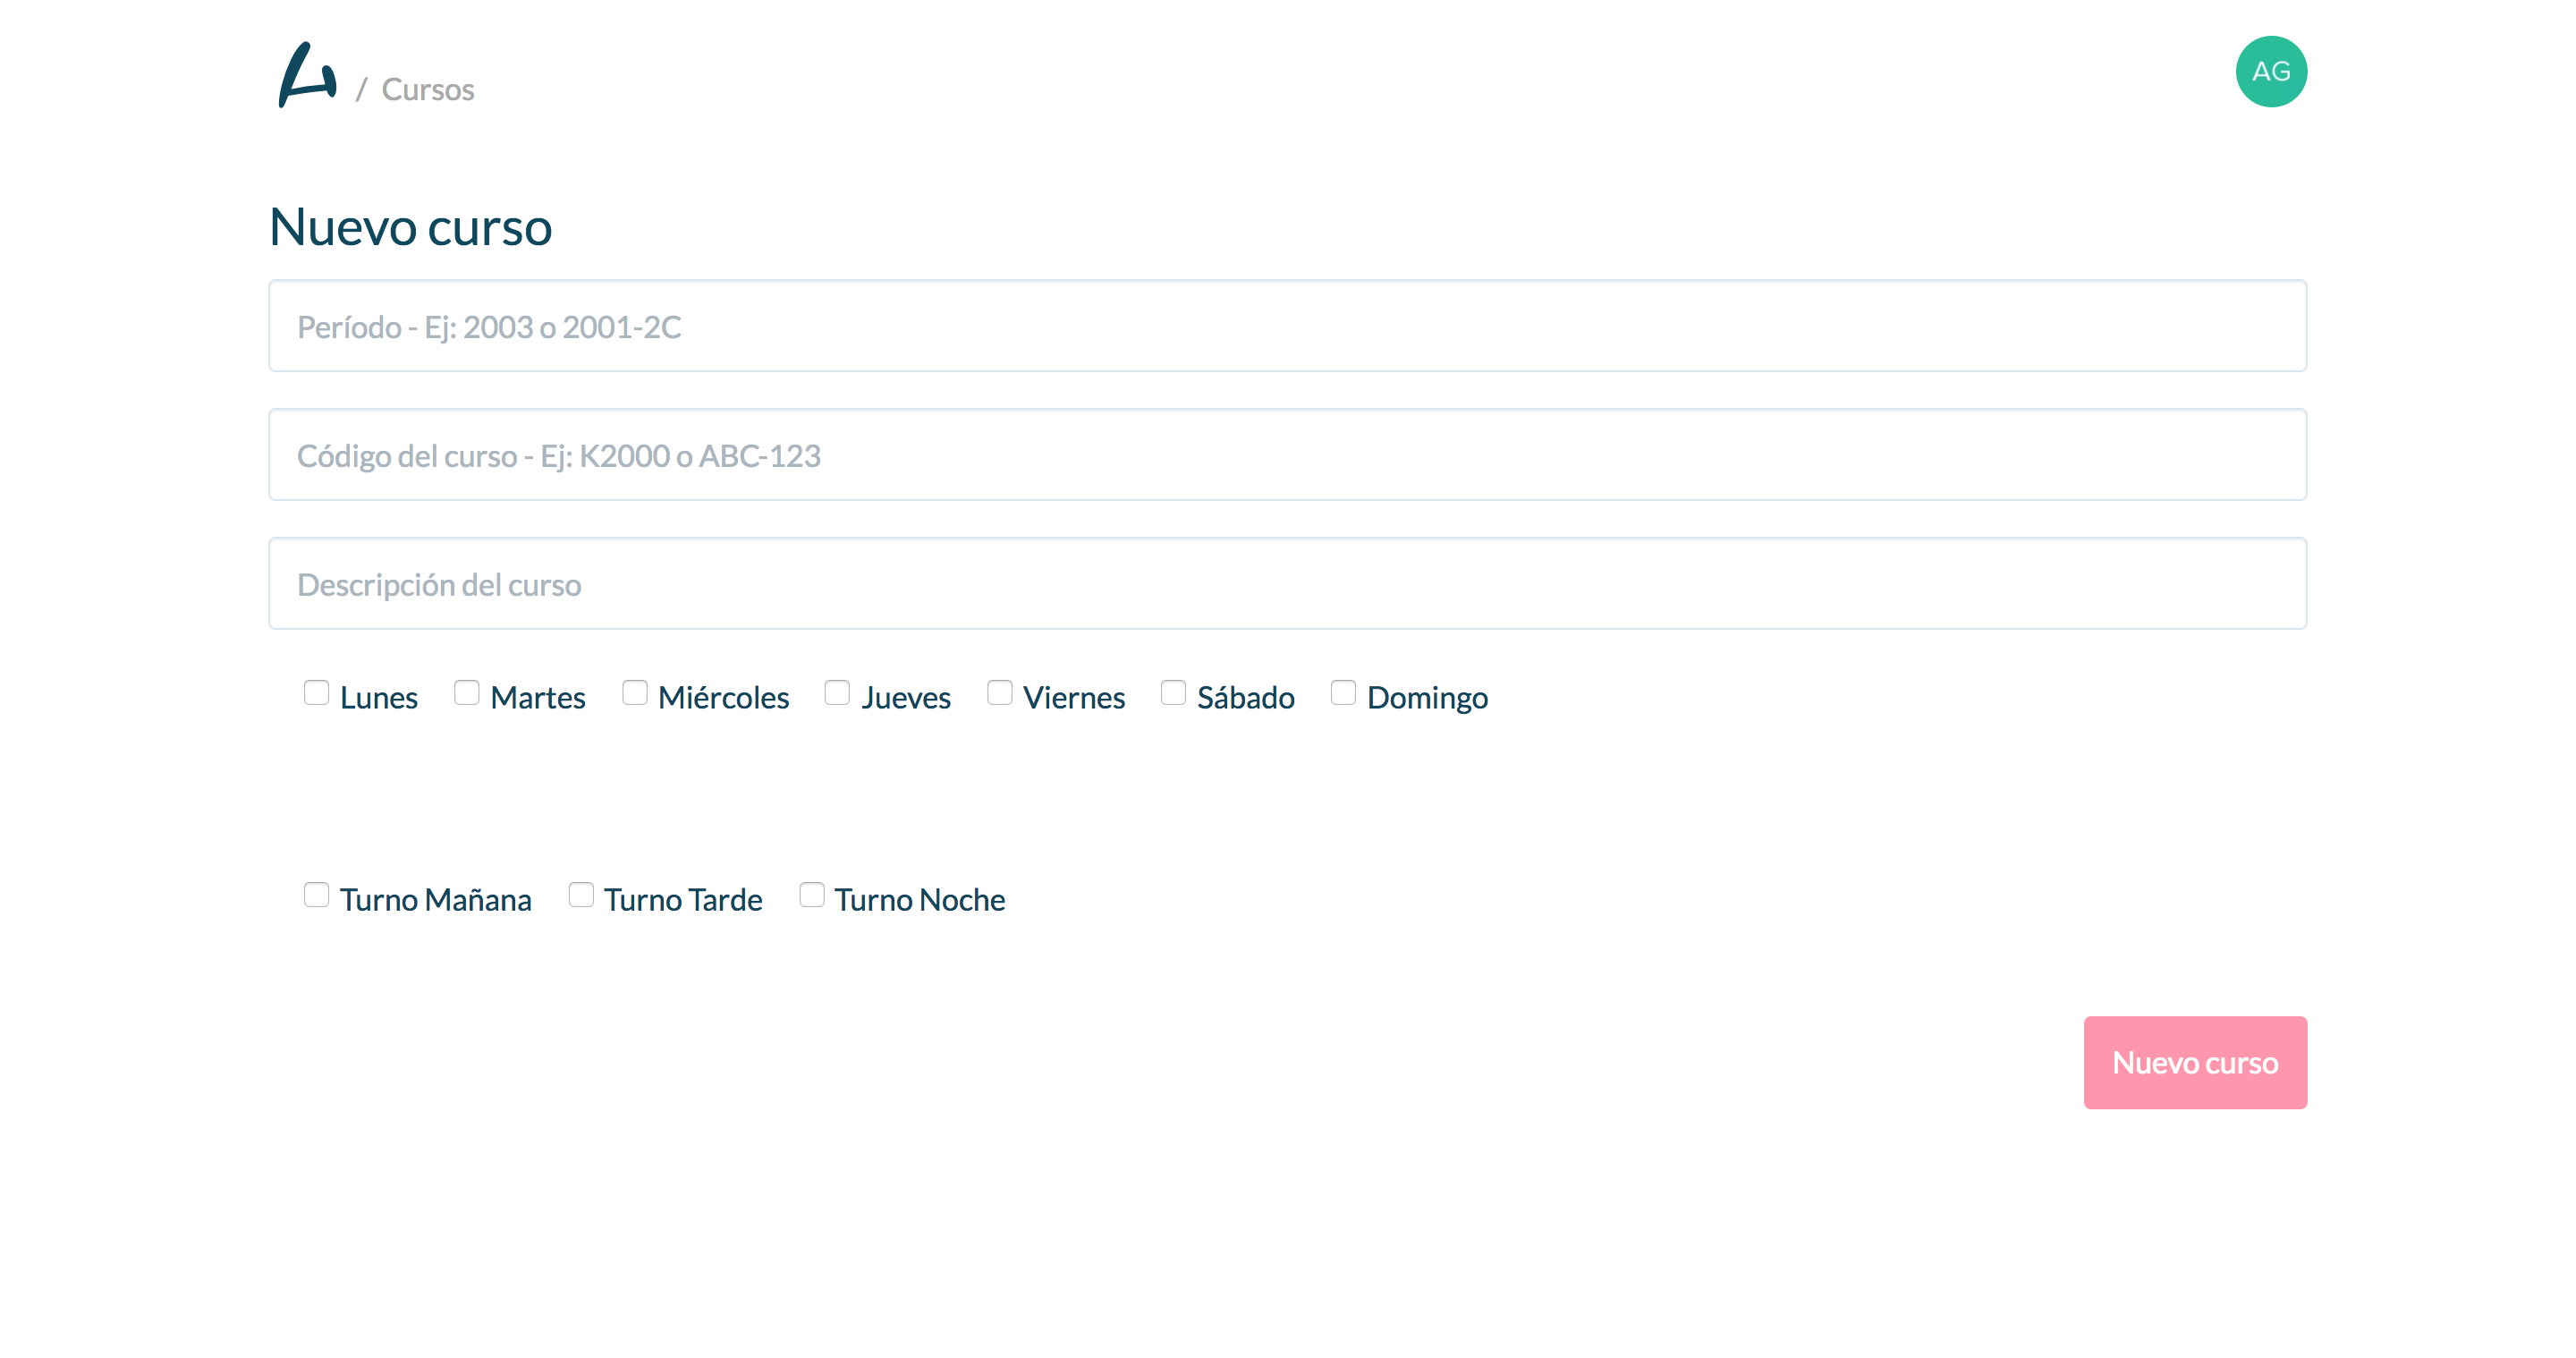 / Cursos
AG
Nuevo curso
Período - Ej: 2003 o 2001-2C
Código del curso - Ej: K2000 o ABC-123
Descripción del curso
Lunes Martes Miércoles Jueves Viernes Sábado Domingo
Turno Mañana Turno Tarde Turno Noche
Nuevo curso